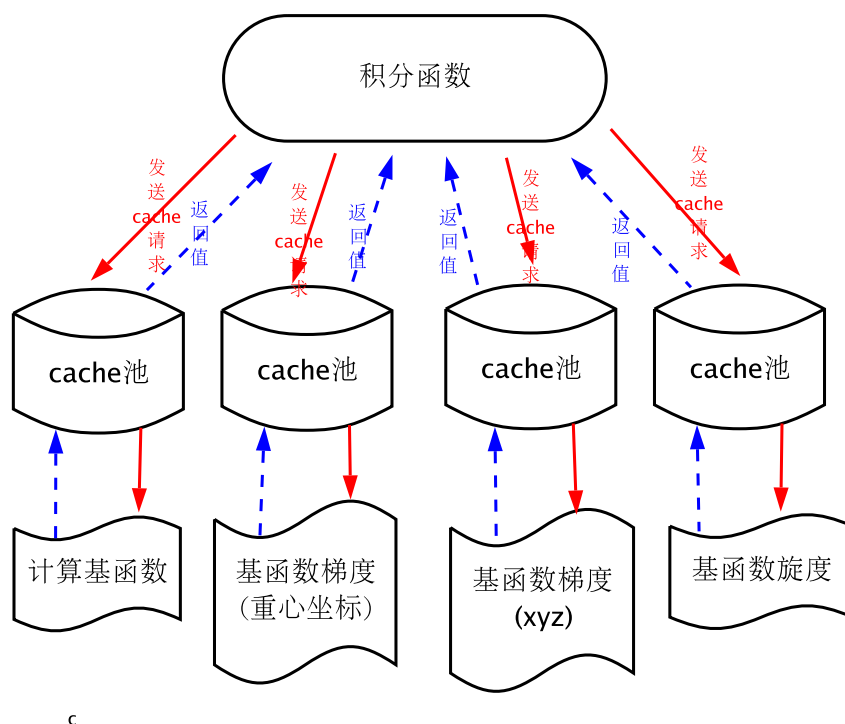 积分函数
发
送
cache
请
求
返
回
值
发
送
cache
请
求
返
回
值
返
回
值
发
送
cache
请
求
返
回
值
发
送
cache
请
求
cache池
cache池
cache池
cache池
计算基函数
基函数梯度
(重心坐标)
基函数梯度
(xyz)
基函数旋度
c